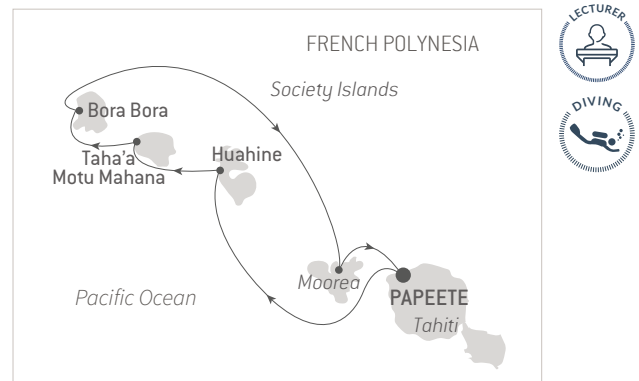 FRENCH POLYNESIA
Society Islands
LECTURER
DIVING
Bora Bora
Taha'a
Motu Mahana
Huahine
Moorea
PAPEETE
Tahiti
Pacific Ocean